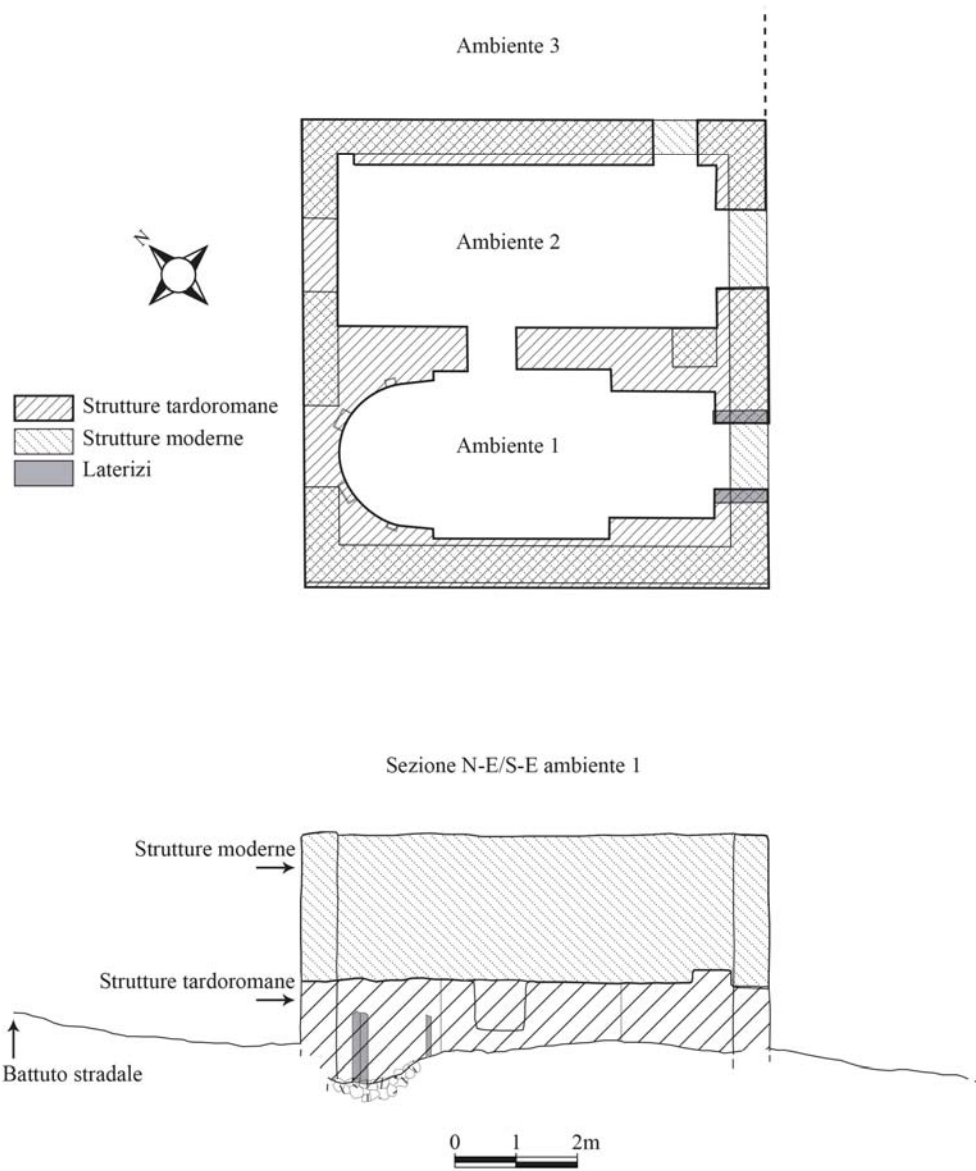 Ambiente 3
N
Ambiente 2
Strutture tardoromane
Strutture moderne
Laterizi
Ambiente 1
Sezione N-E/S-E ambiente 1
Strutture moderne
Strutture tardoromane
Battuto stradale
0 1 2m